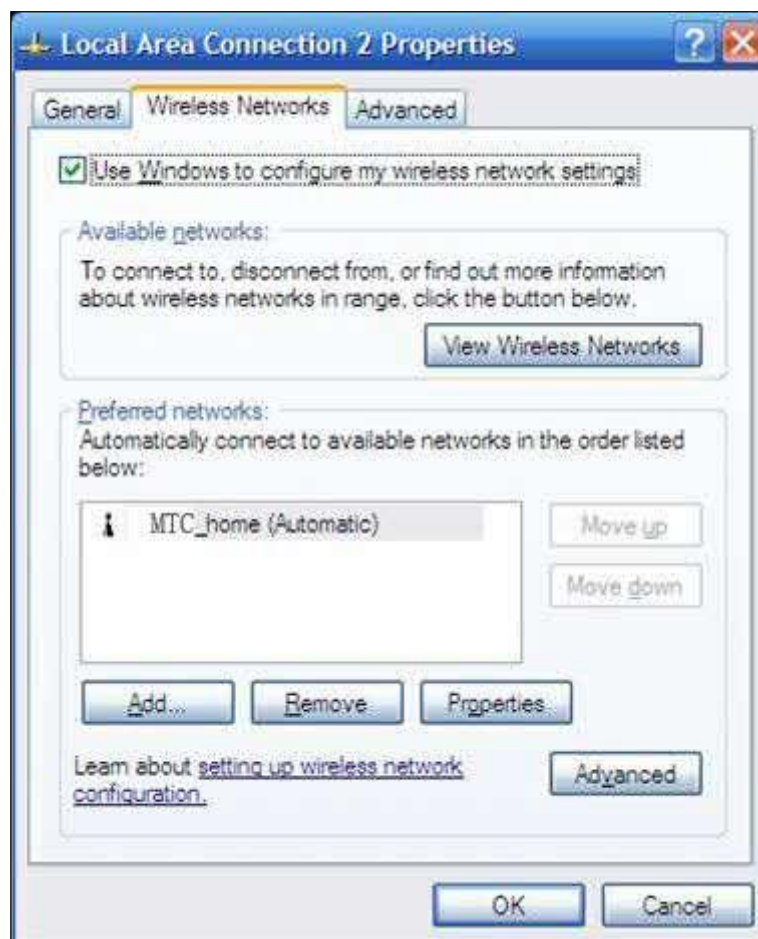 Local Area Connection 2 Properties
General Wireless Networks Advanced
Use Windows to configure my wireless network settings
Available networks:
To connect to, disconnect from, or find out more information
about wireless networks in range, click the button below.
View Wireless Networks
Preferred networks:
Automatically connect to available networks in the order listed
below:
MTC_home (Automatic)
Move up
Move down
Add... Remove Properties
Learn about setting up wireless network
configuration.
Advanced
OK Cancel